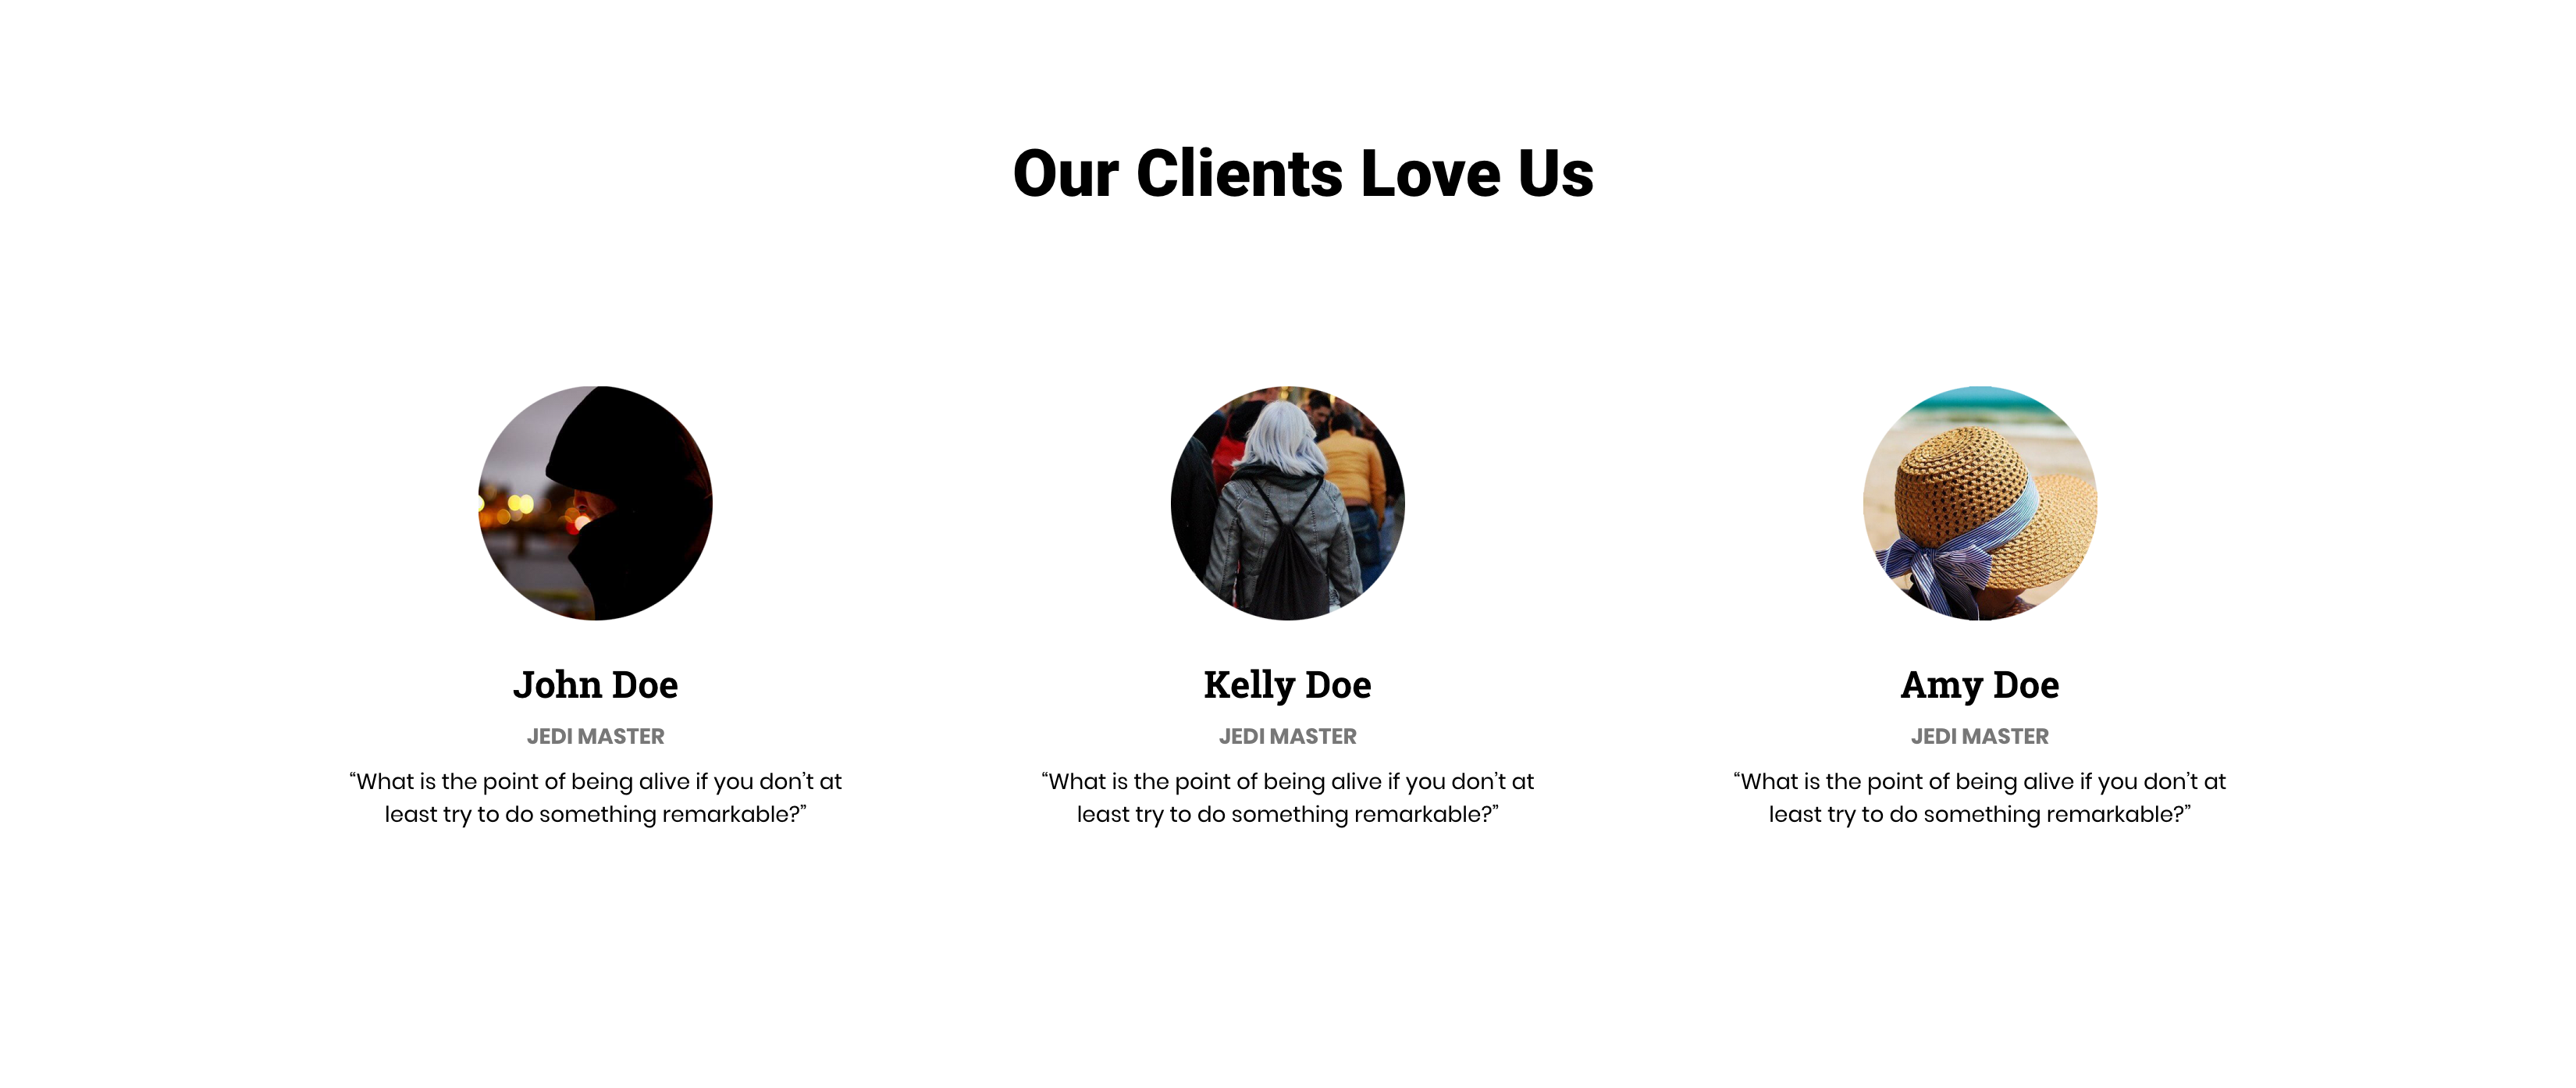 Our Clients Love Us
John Doe
JEDI MASTER
“What is the point of being alive if you don’t at
least try to do something remarkable?”
Kelly Doe
JEDI MASTER
“What is the point of being alive if you don’t at
least try to do something remarkable?”
Amy Doe
JEDI MASTER
“What is the point of being alive if you don’t at
least try to do something remarkable?”